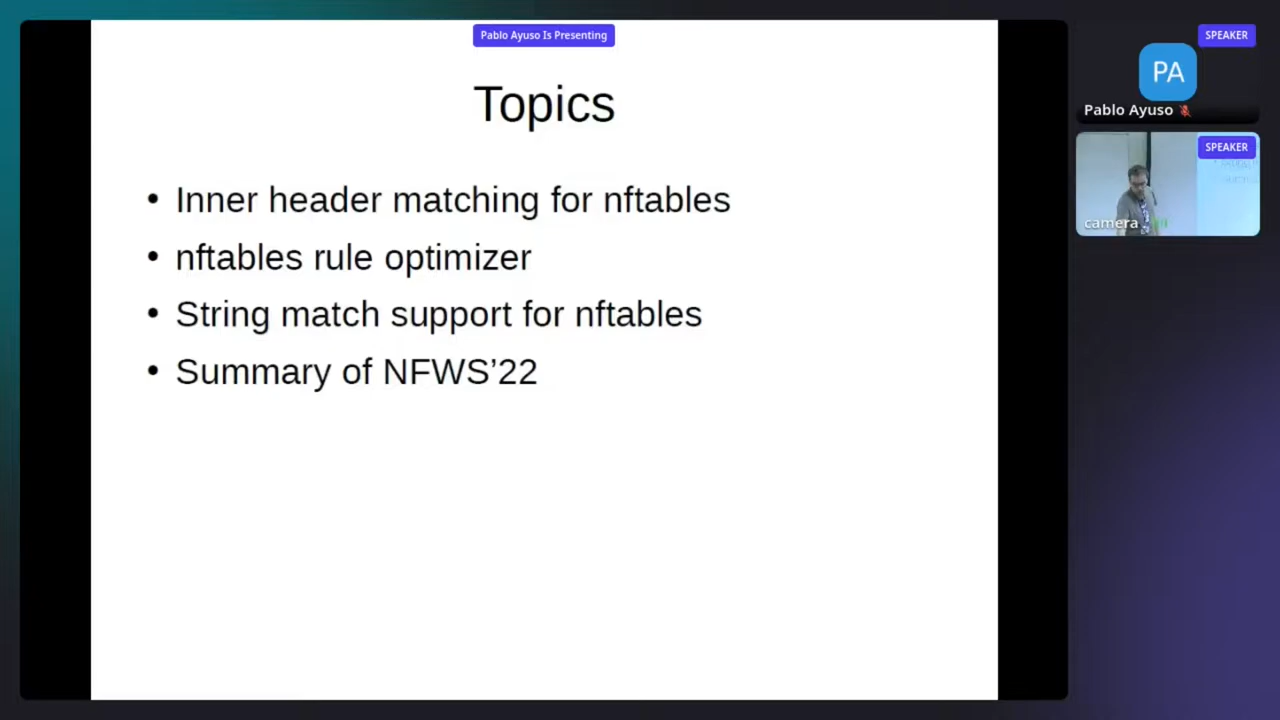 Pablo Ayuso Is Presenting
Topics
• Inner header matching for nftables
• nftables rule optimizer
• String match support for nftables
• Summary of NFWS’22
SPEAKER
PA
Pablo Ayuso
SPEAKER
camera